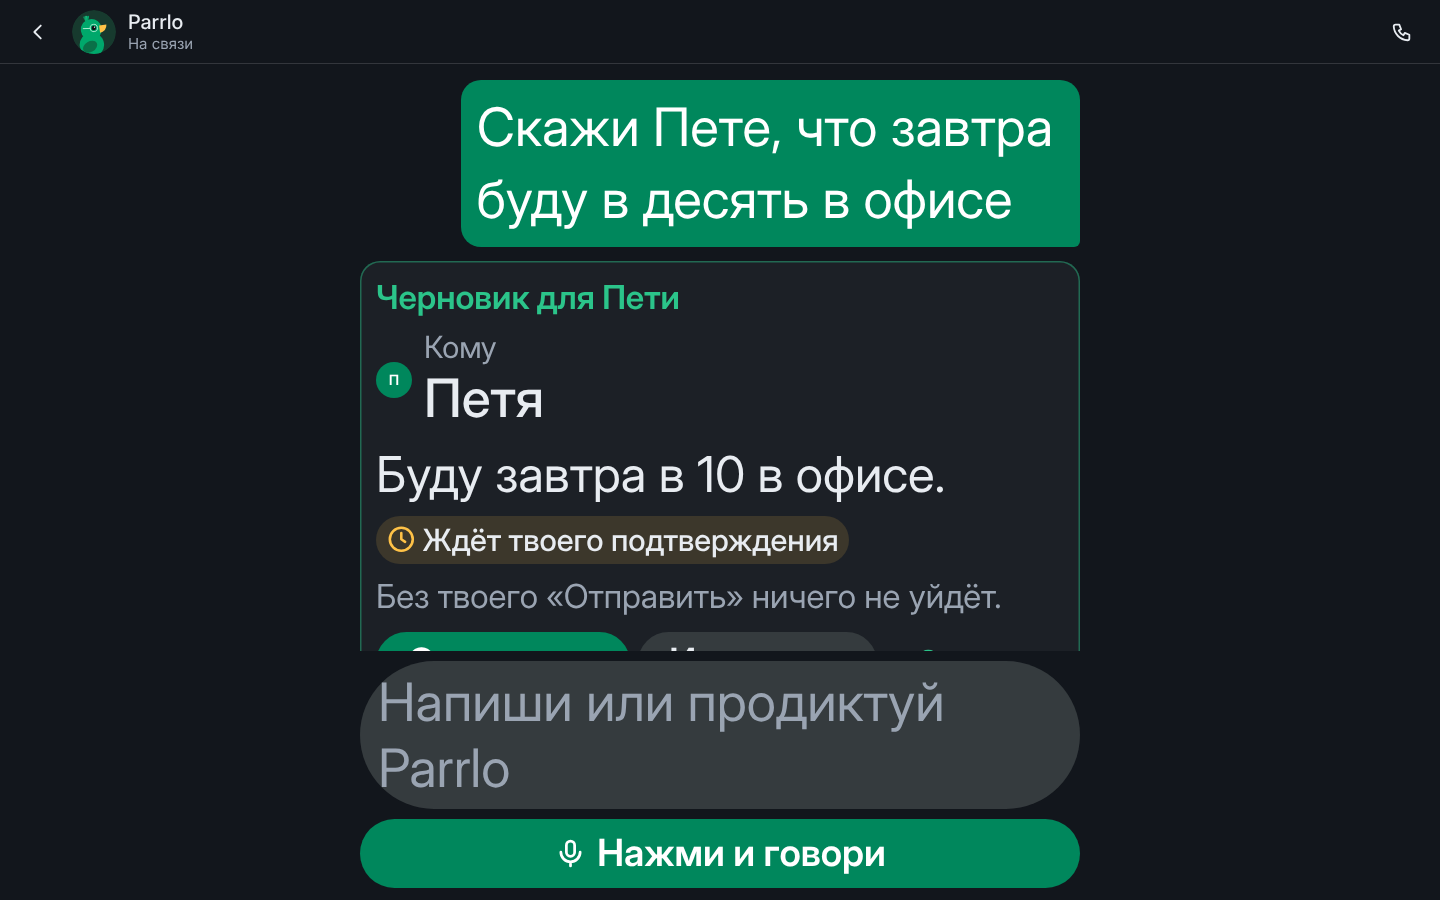 Parrlo
На связи
Скажи Пете, что завтра
буду в десять в офисе
Черновик для Пети
Кому
П
Петя
Буду завтра в 10 в офисе.
Ждёт твоего подтверждения
Без твоего «Отправить» ничего не уйдёт.
Напиши или продиктуй
Parrlo
Нажми и говори